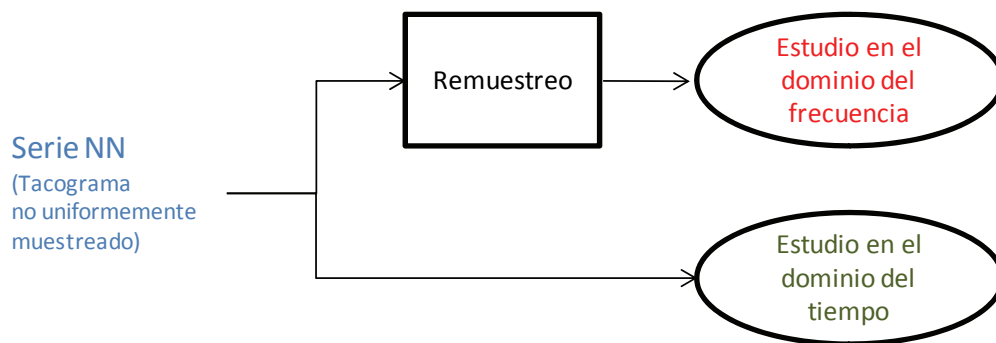 Serie NN
(Tacograma
no uniformemente
muestreado)
Remuestreo
Estudio en el
dominio del
frecuencia
Estudio en el
dominio del
tiempo